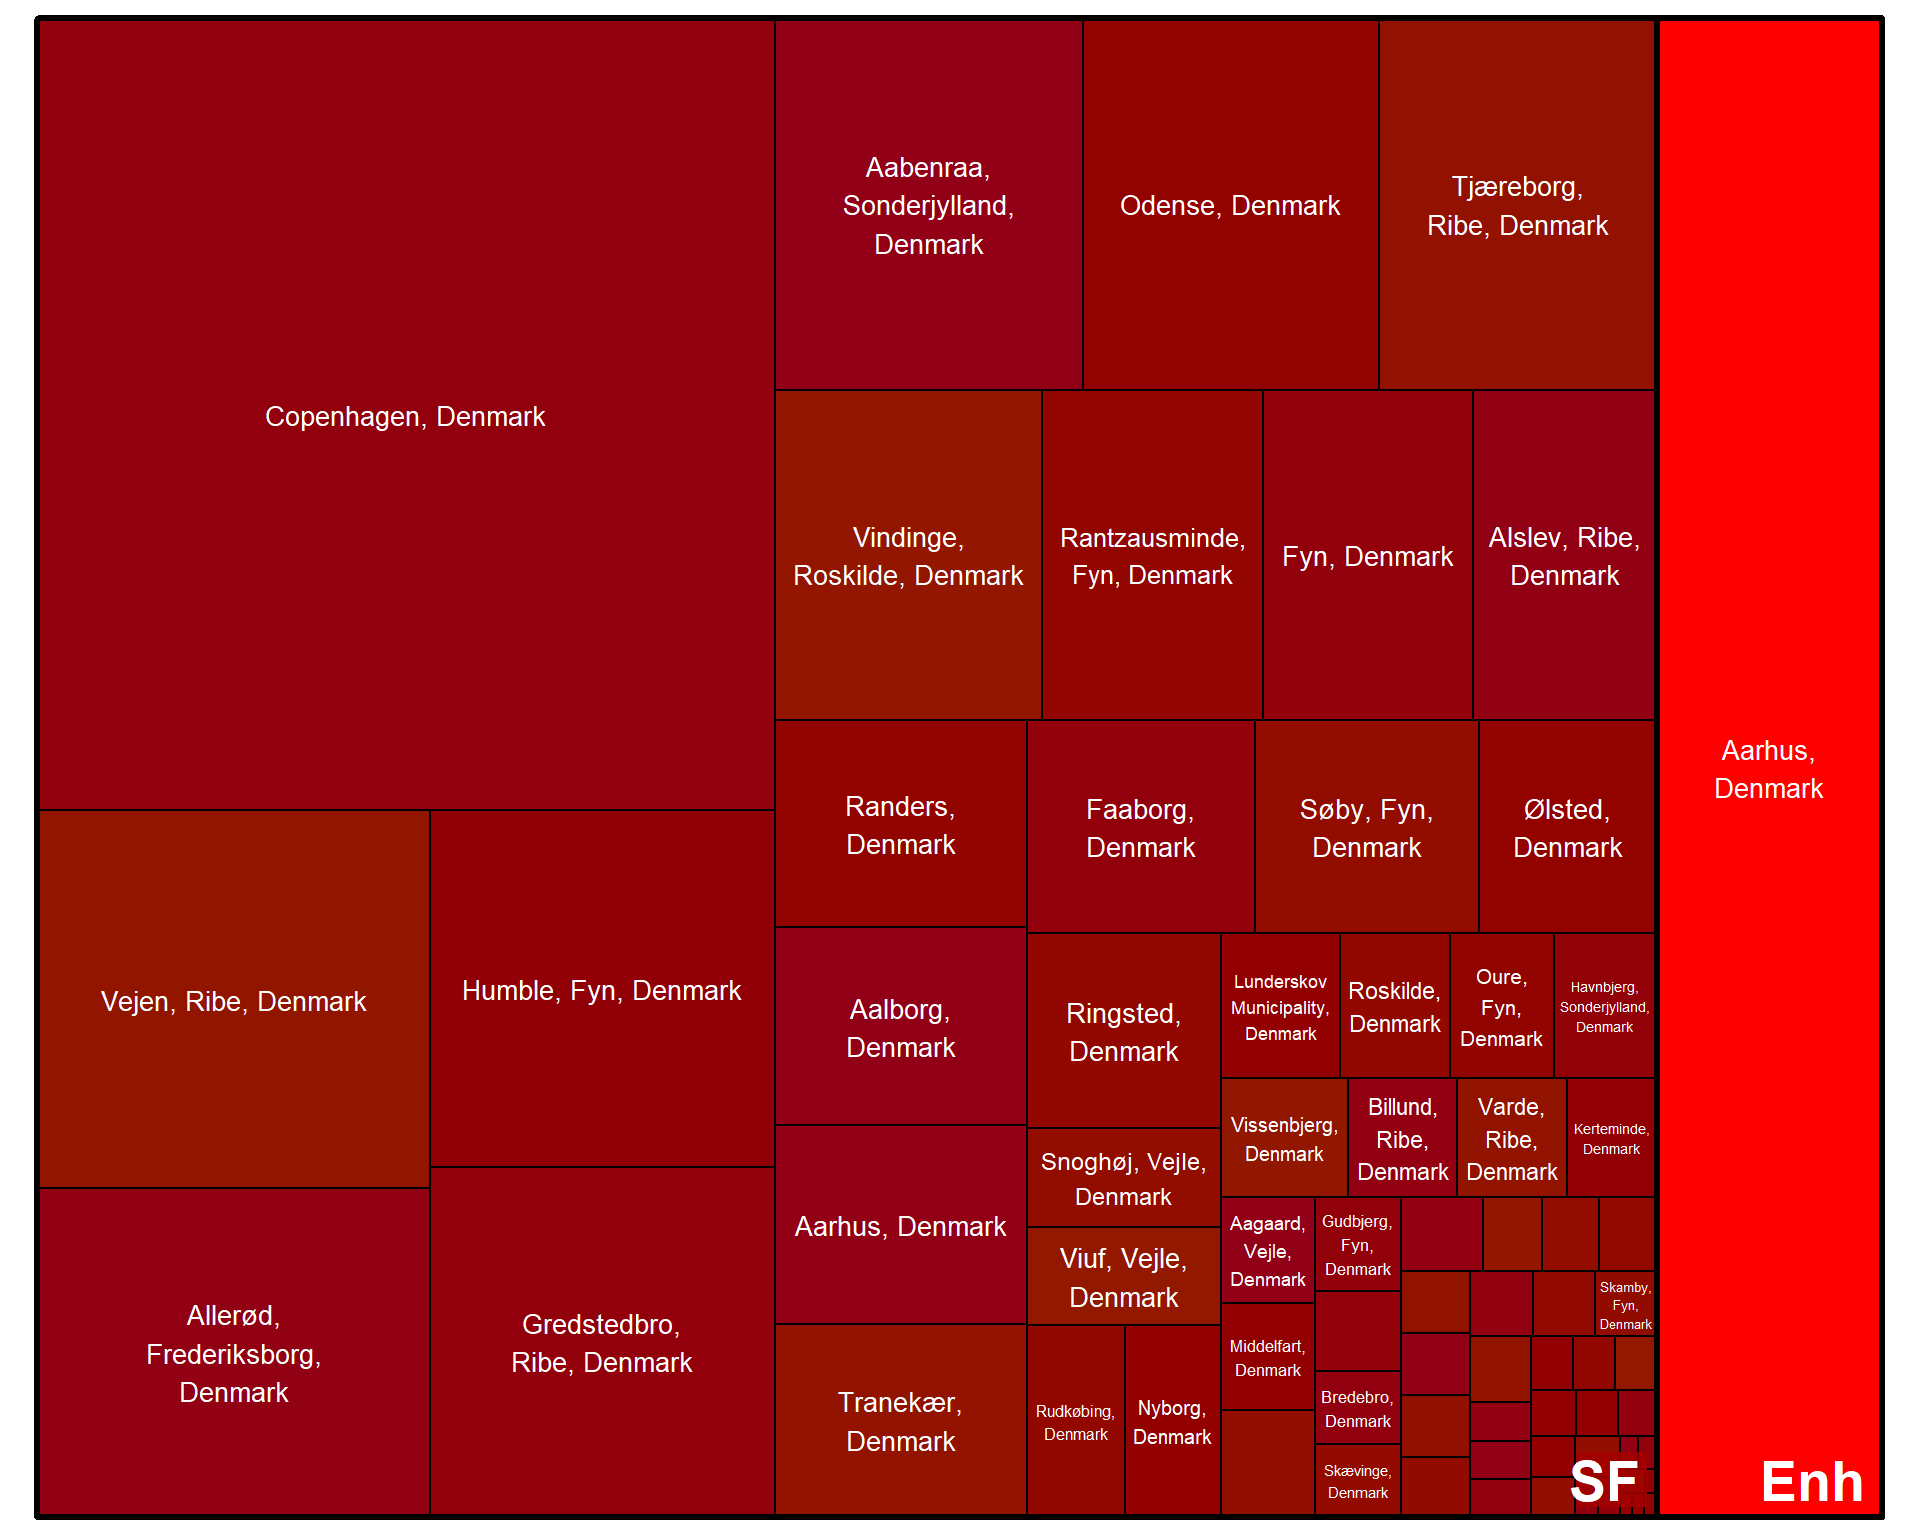 Copenhagen, Denmark
Aabenraa,
Sonderjylland,
Denmark
Odense, Denmark
Tjæreborg,
Ribe, Denmark
Vindinge,
Roskilde, Denmark
Rantzausminde,
Fyn, Denmark
Fyn, Denmark
Alslev, Ribe,
Denmark
Randers,
Denmark
Faaborg,
Denmark
Søby, Fyn,
Denmark
Ølsted,
Denmark
Aarhus,
Denmark
Vejen, Ribe, Denmark
Humble, Fyn, Denmark
Aalborg,
Denmark
Ringsted,
Denmark
Lunderskov
Municipality,
Denmark
Roskilde,
Denmark
Oure,
Fyn,
Denmark
Havnbjerg,
Sonderjylland,
Denmark
Vissenbjerg,
Denmark
Billund,
Ribe,
Denmark
Varde,
Ribe,
Denmark
Kerteminde,
Denmark
Snoghøj, Vejle,
Denmark
Aarhus, Denmark
Viuf, Vejle,
Denmark
Aagaard,
Vejle,
Denmark
Gudbjerg,
Fyn,
Denmark
Skamby,
Fyn,
Denmark
Allerød,
Frederiksborg,
Denmark
Gredstedbro,
Ribe, Denmark
Tranekær,
Denmark
Rudkøbing,
Denmark
Nyborg,
Denmark
Middelfart,
Denmark
Bredebro,
Denmark
Skævinge,
Denmark
SF
Enh